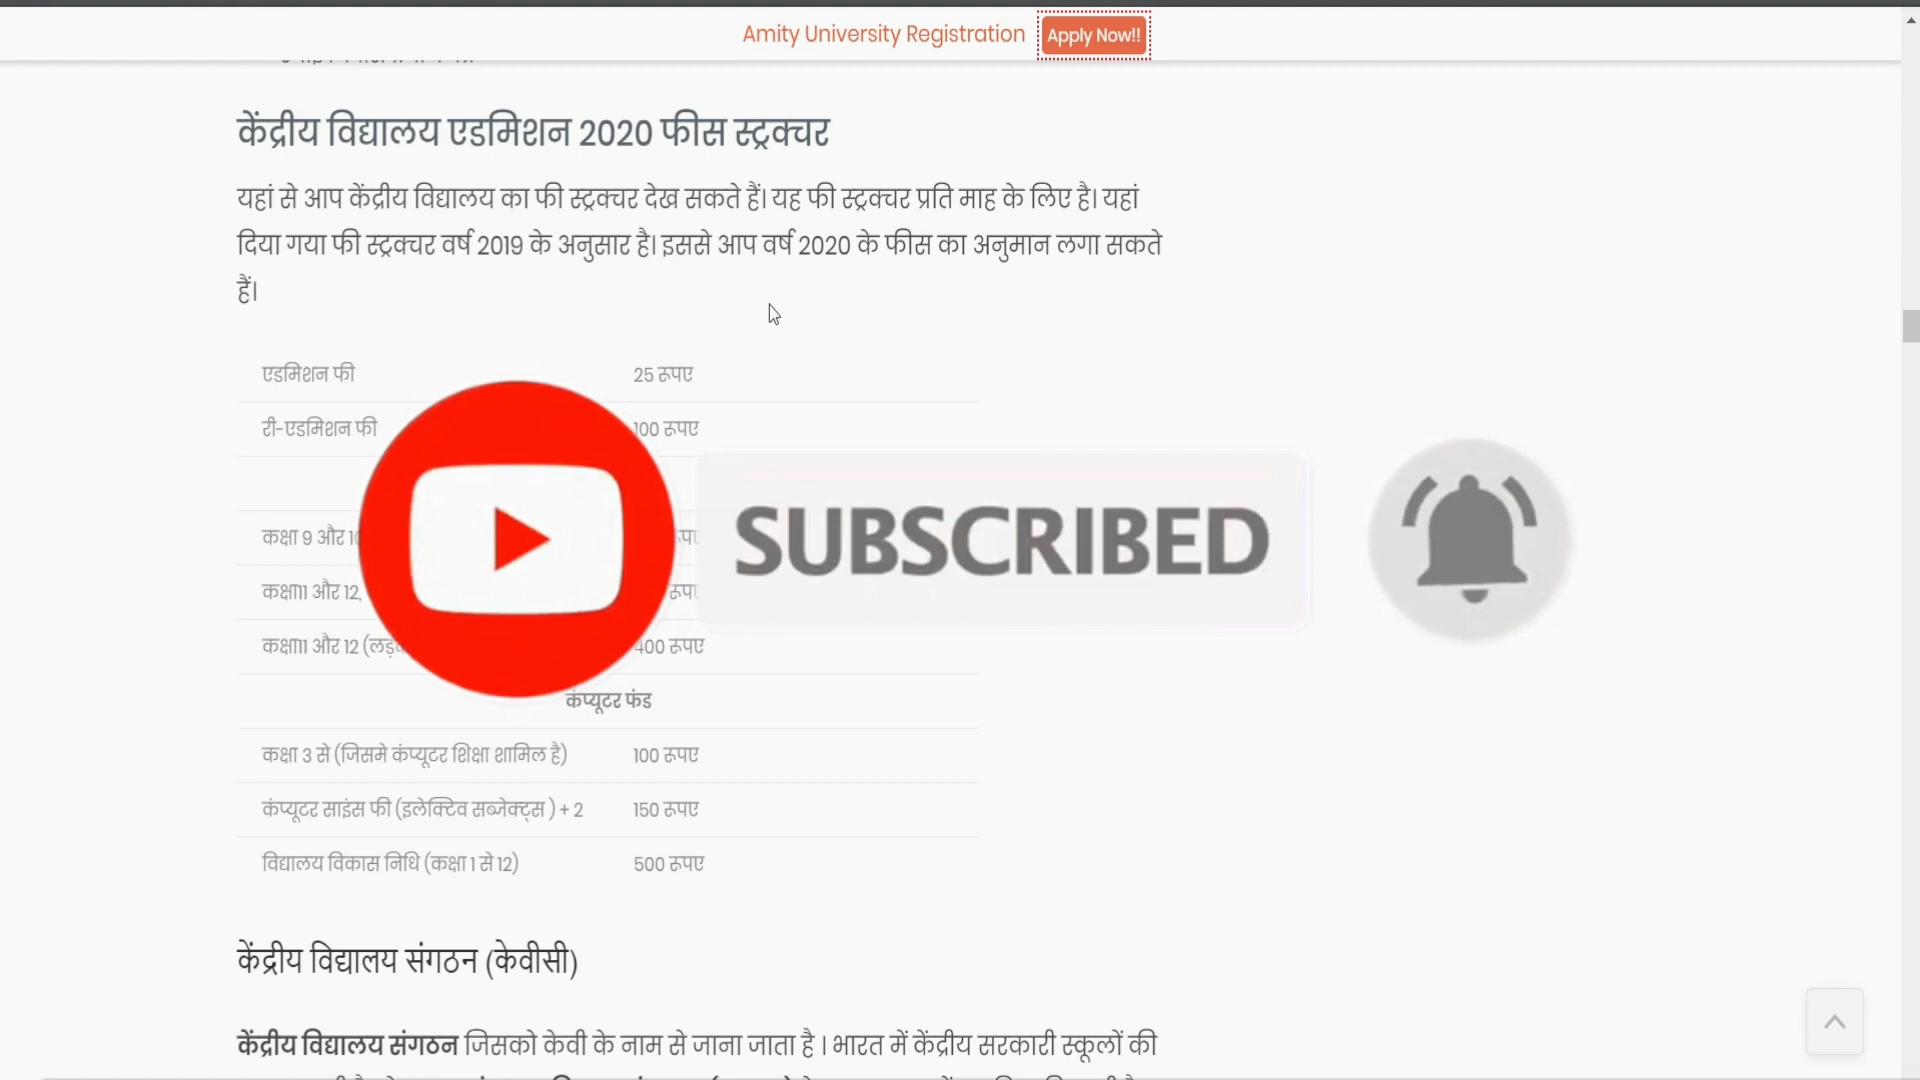 Amity University Registration Apply Now!!
केंद्रीय विद्यालय एडमिशन 2020 फीस स्ट्रक्चर
यहां से आप केंद्रीय विद्यालय का फी स्ट्रक्चर देख सकते हैं। यह फी स्ट्रक्चर प्रति माह के लिए है। यहां
दिया गया फी स्ट्रक्चर वर्ष 2019 के अनुसार है। इससे आप वर्ष 2020 के फीस का अनुमान लगा सकते
हैं।
एडमिशन फी 25 रूपए
री-एडमिशन फी 100 रूपए
कक्षा 9 और
कक्षा11 और 12,
SUBSCRIBED
कक्षा11 और 12 400 रूपए
कंप्यूटर फंड
कक्षा 3 से (जिसमे कंप्यूटर शिक्षा शामिल है) 100 रूपए
कंप्यूटर साइंस फी (इलेक्टिव सब्जेक्ट्स ) + 2 150 रूपए
विद्यालय विकास निधि (कक्षा 1 से 12) 500 रूपए
केंद्रीय विद्यालय संगठन (केवीसी)
केंद्रीय विद्यालय संगठन जिसको केवी के नाम से जाना जाता है । भारत में केंद्रीय सरकारी स्कूलों की